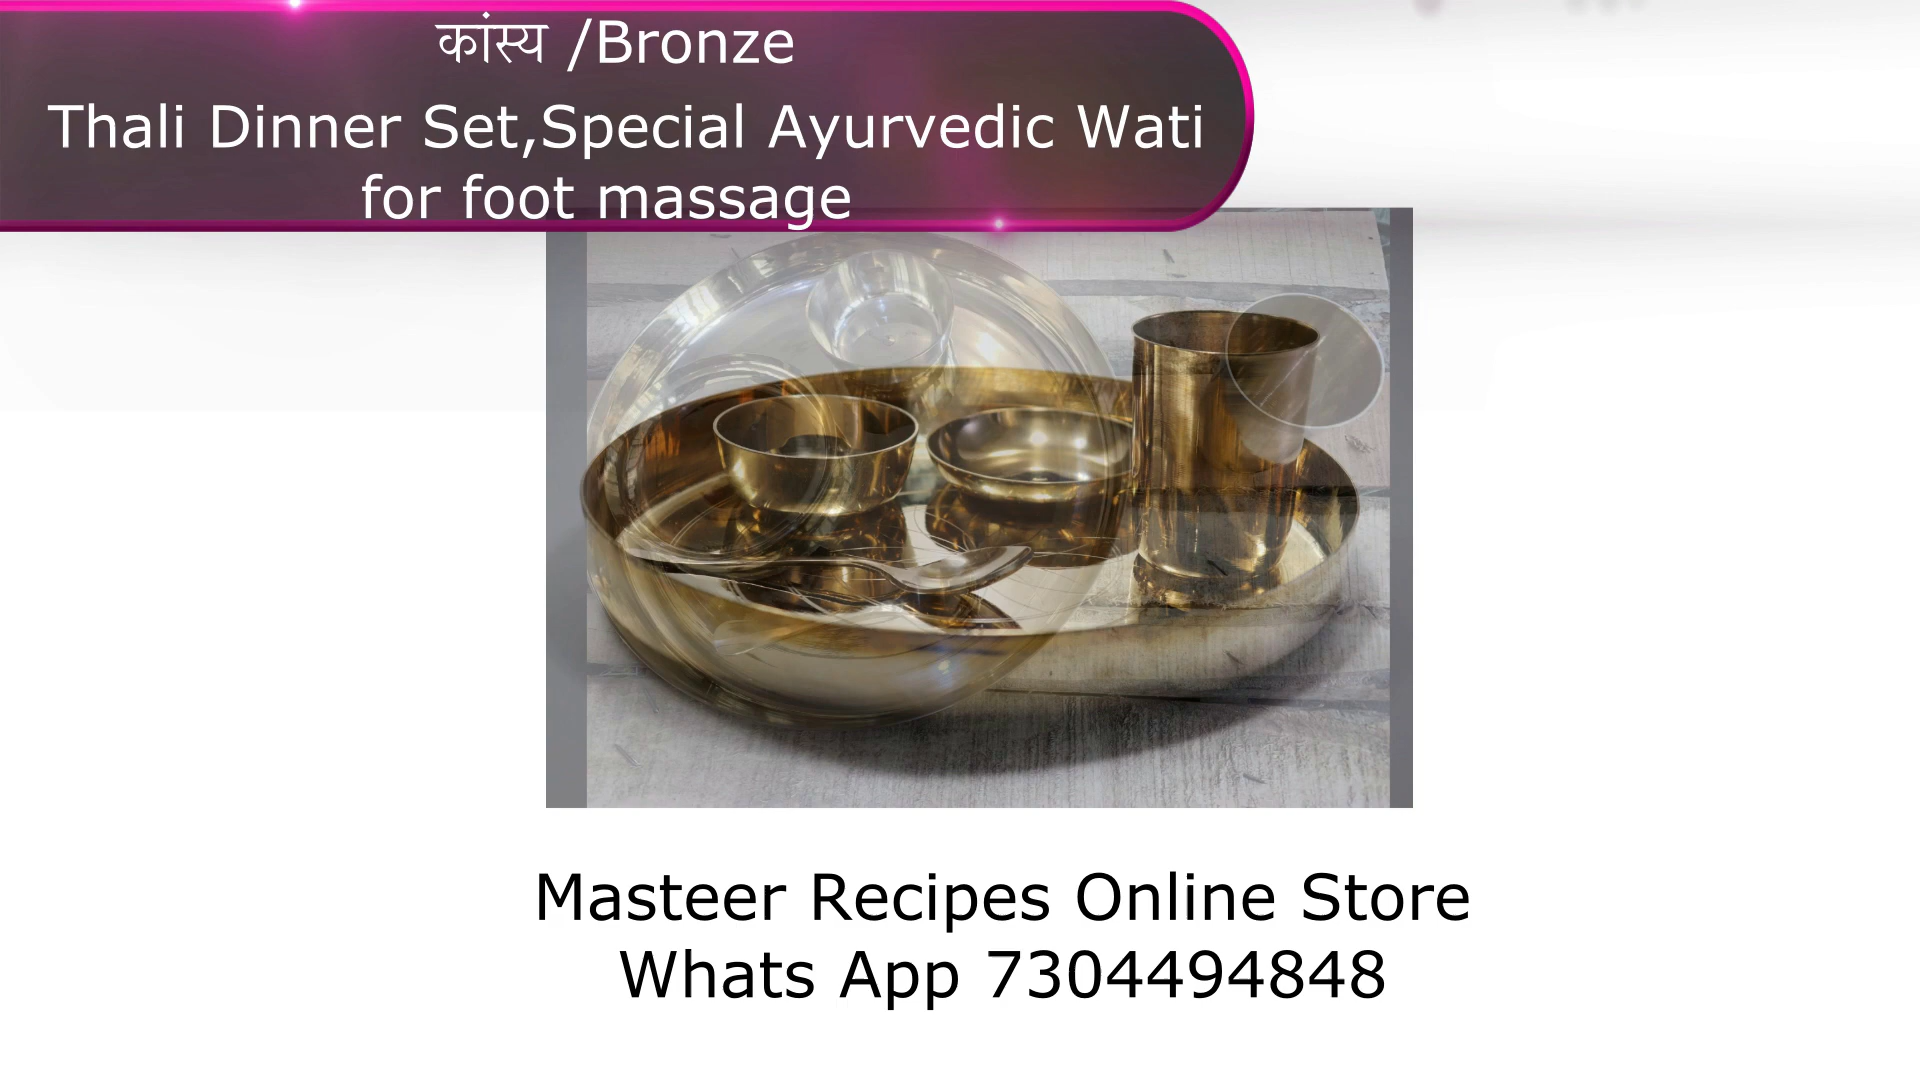 कांस्य /Bronze
Thali Dinner Set,Special Ayurvedic Wati
for foot massage
Masteer Recipes Online Store
Whats App 7304494848